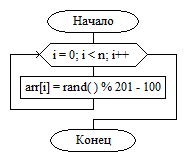 Начало
i = 0; i < n; i++
arr[i] = rand( ) % 201 - 100
Конец